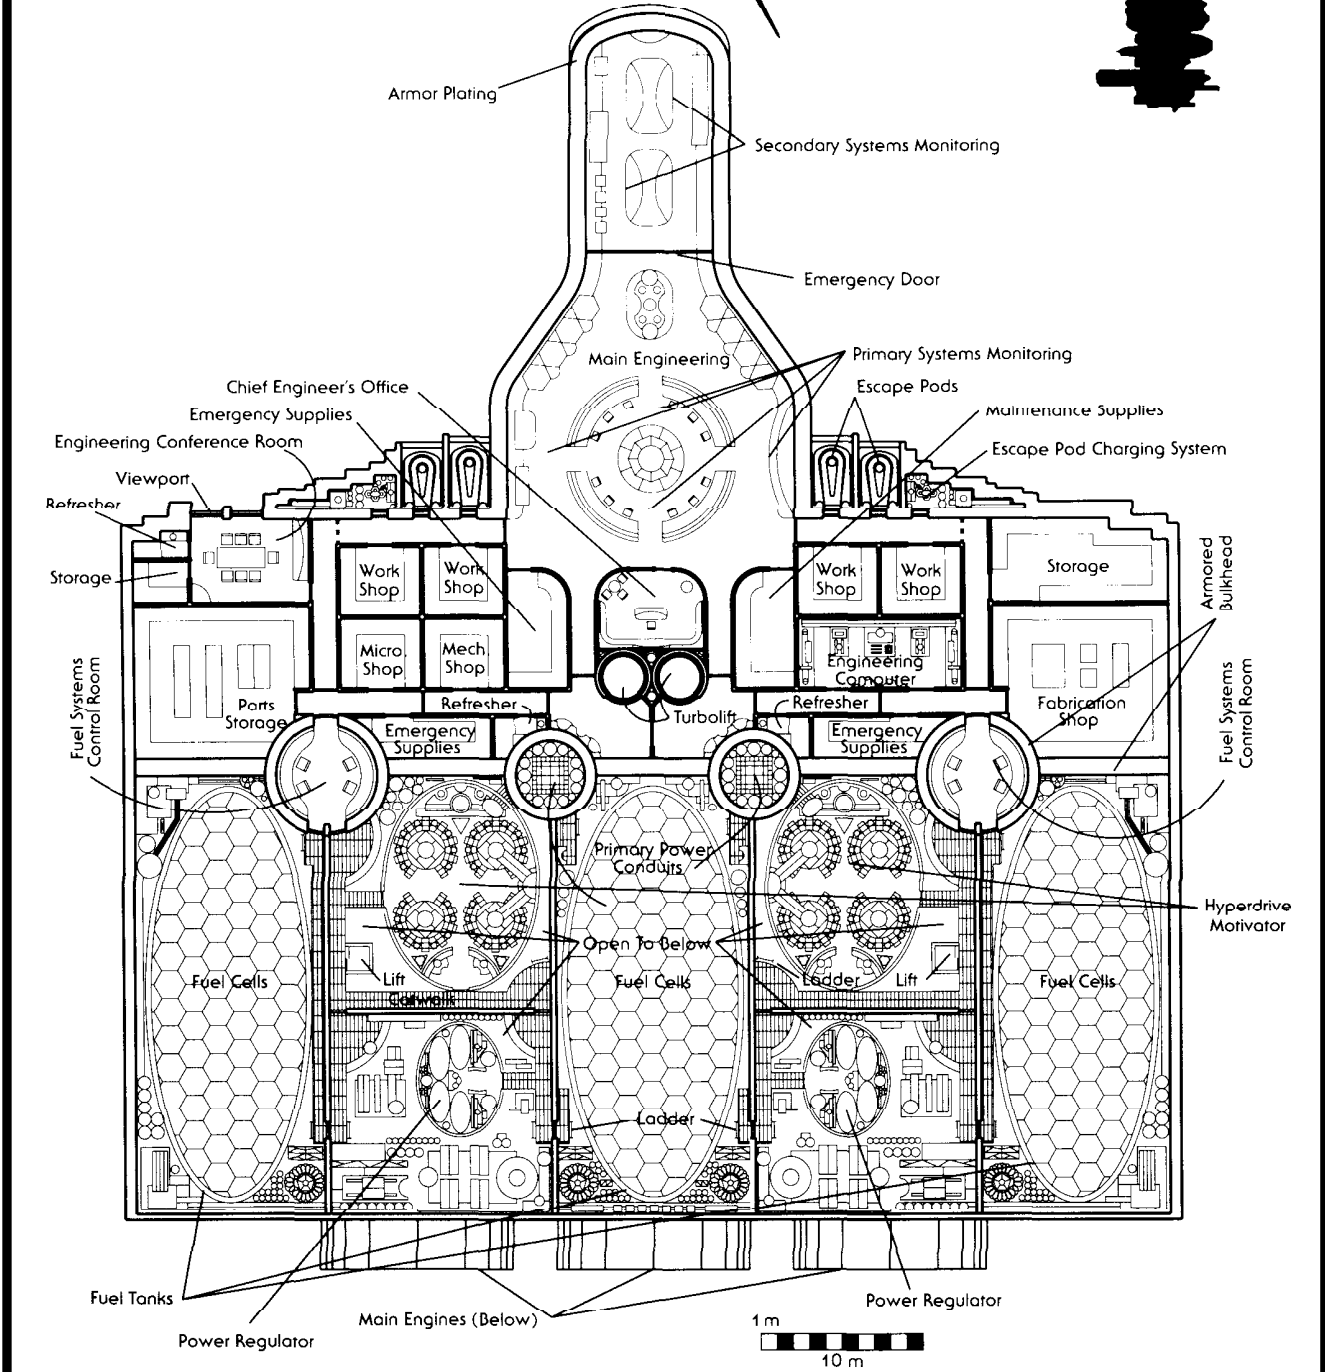 Armor Plating
Secondary Systems Monitoring
Emergency Door
Main Engineering
Primary Systems Monitoring
Chief Engineer's Office
Escape Pods
Emergency Supplies
Maintenance Supplies
Engineering Conference Room
Escape Pod Charging System
Viewport
Refresher
Storage
Work
Shop
Work
Shop
Work
Shop
Work
Shop
Storage
Armored
Bulkhead
Micro.
Shop
Mech.
Shop
Engineering
Computer
Fuel Systems
Control Room
Parts
Storage
Refresher
Turbolift
Refresher
Fabrication
Shop
Fuel Systems
Control Room
Emergency
Supplies
Emergency
Supplies
Primary Power
Conduits
Hyperdrive
Motivator
Open To Below
Fuel Cells
Lift
Catwalk
Fuel Cells
Ladder
Lift
Fuel Cells
Ladder
Fuel Tanks
Main Engines (Below)
Power Regulator
Power Regulator
1 m
10 m